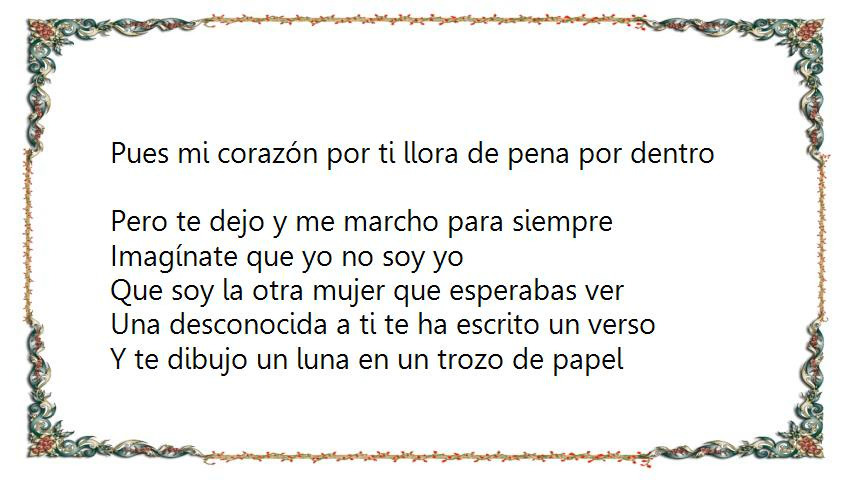 Pues mi corazón por ti llora de pena por dentro
Pero te dejo y me marcho para siempre
Imagínate que yo no soy yo
Que soy la otra mujer que esperabas ver
Una desconocida a ti te ha escrito un verso
Y te dibujo un luna en un trozo de papel